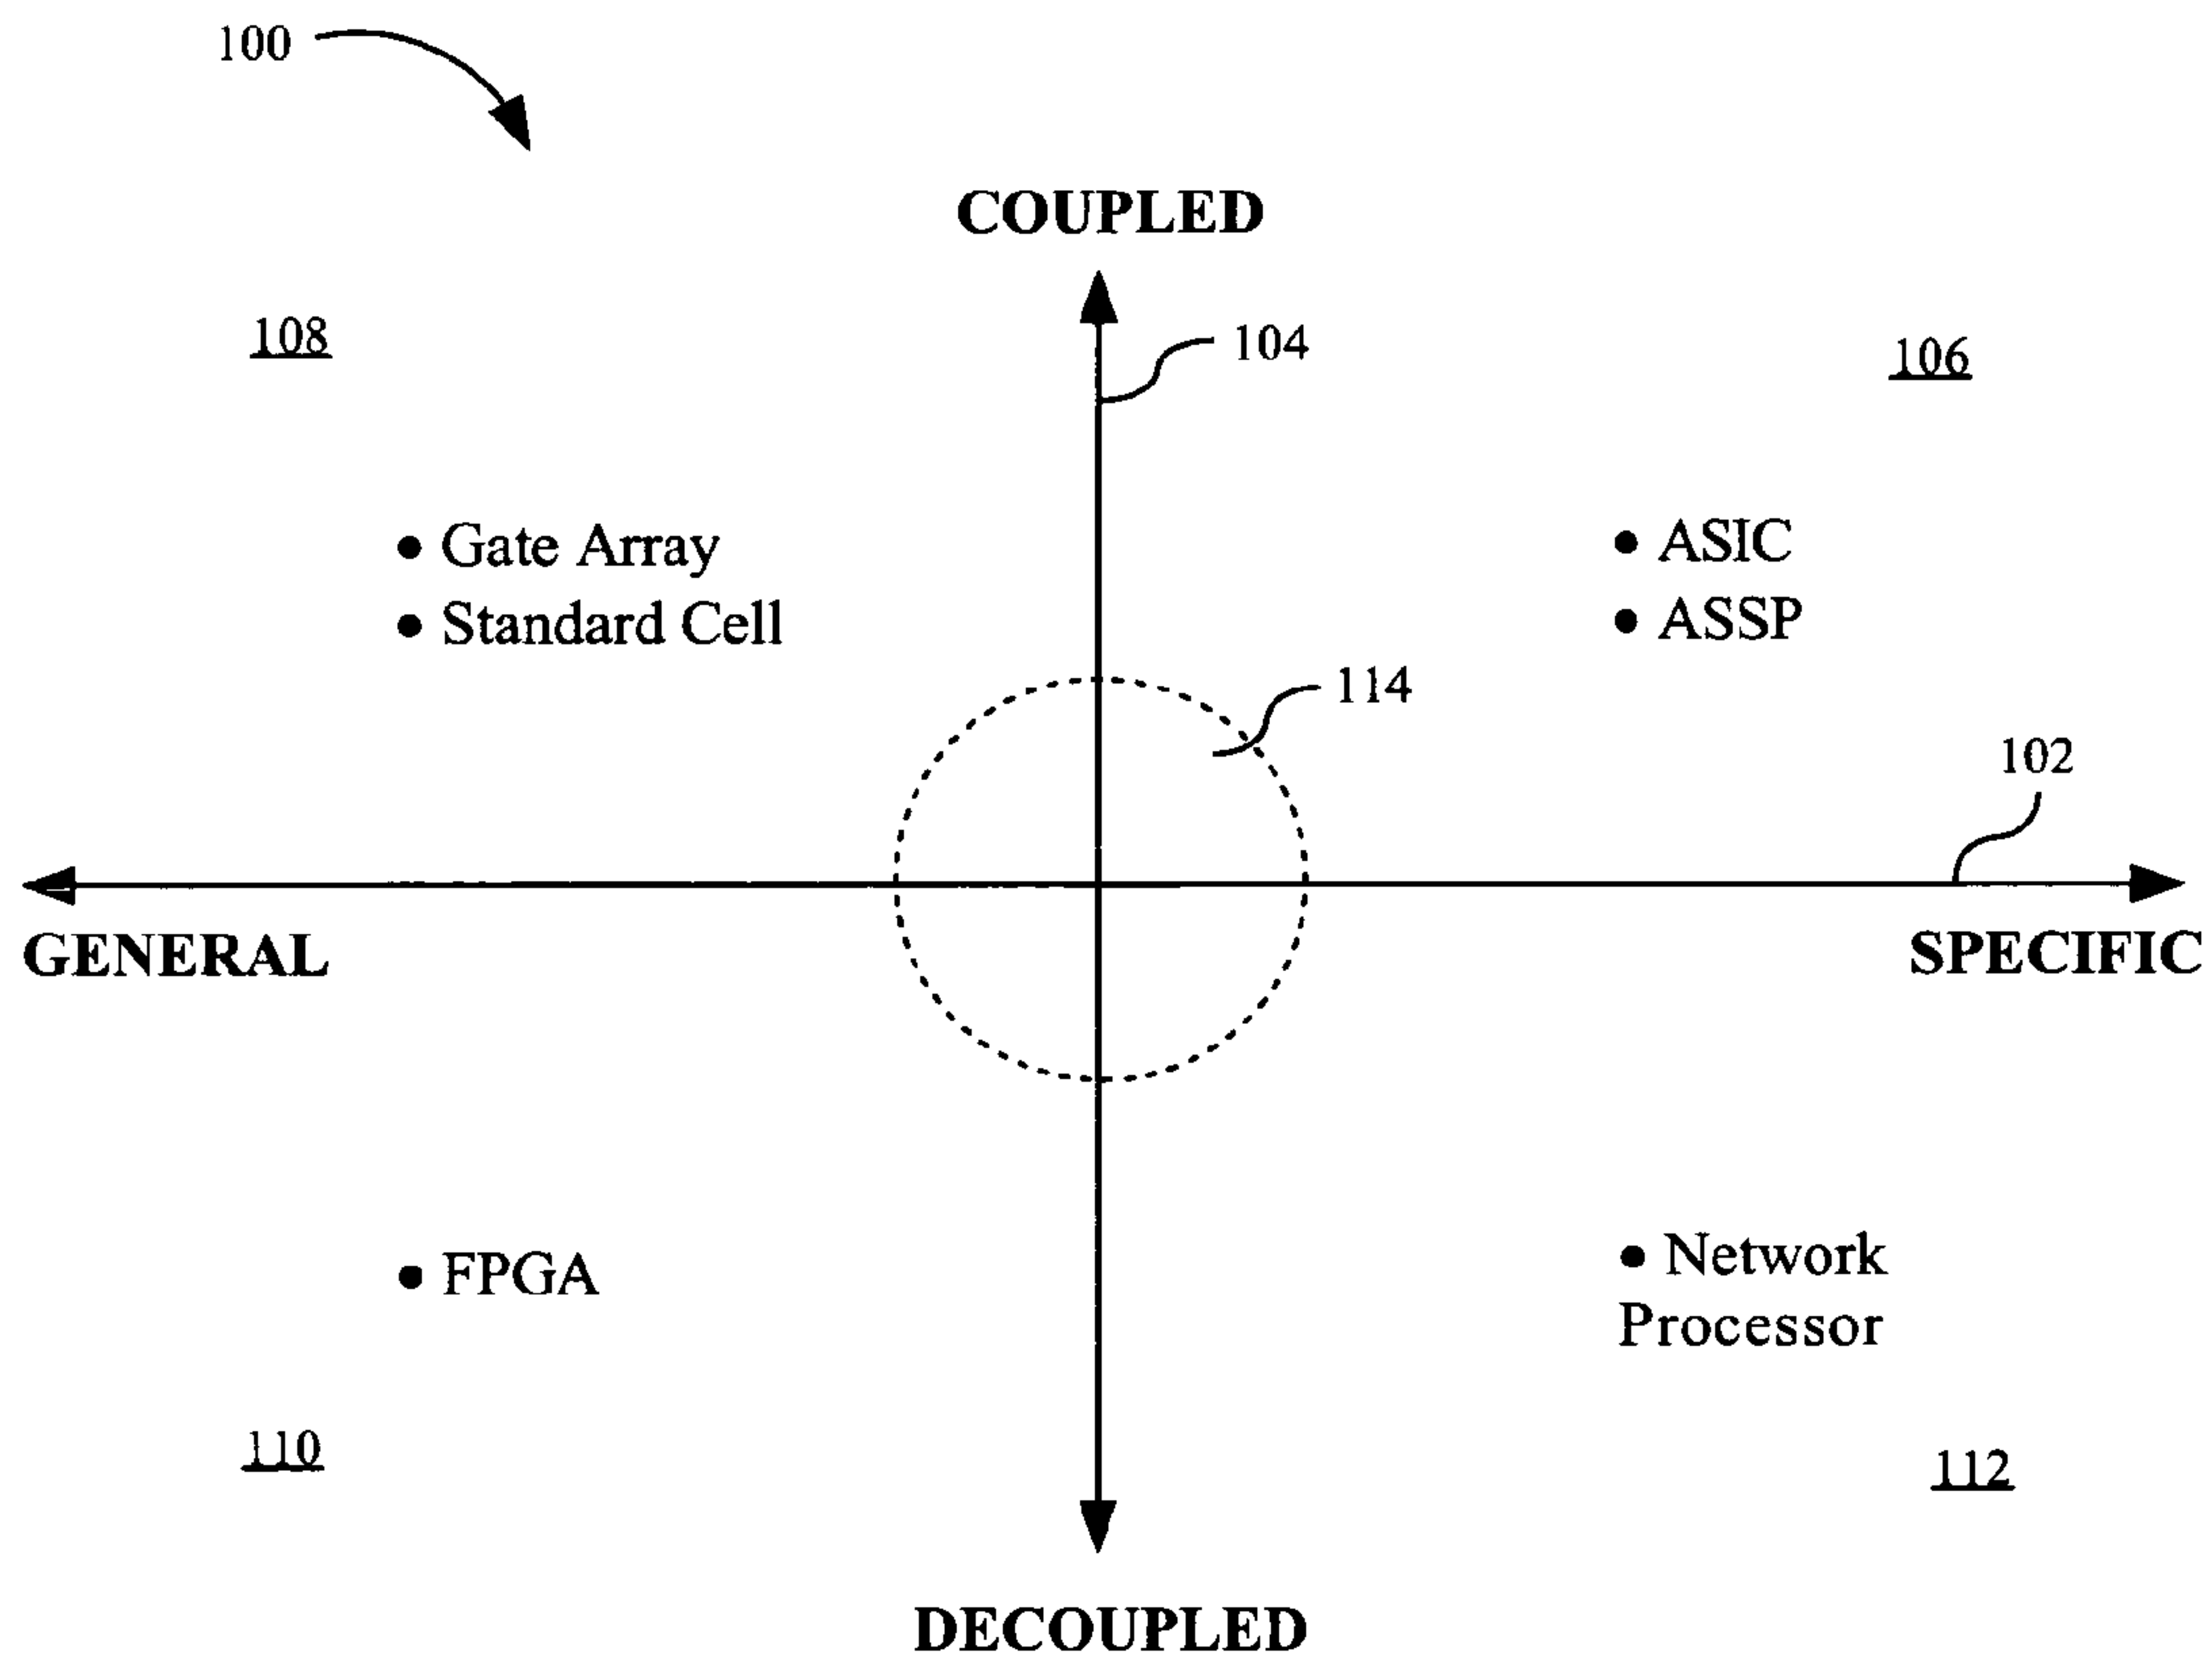 100
COUPLED
108
104
106
• Gate Array
• Standard Cell
• ASIC
• ASSP
114
102
GENERAL
SPECIFIC
• FPGA
• Network
Processor
110
112
DECOUPLED